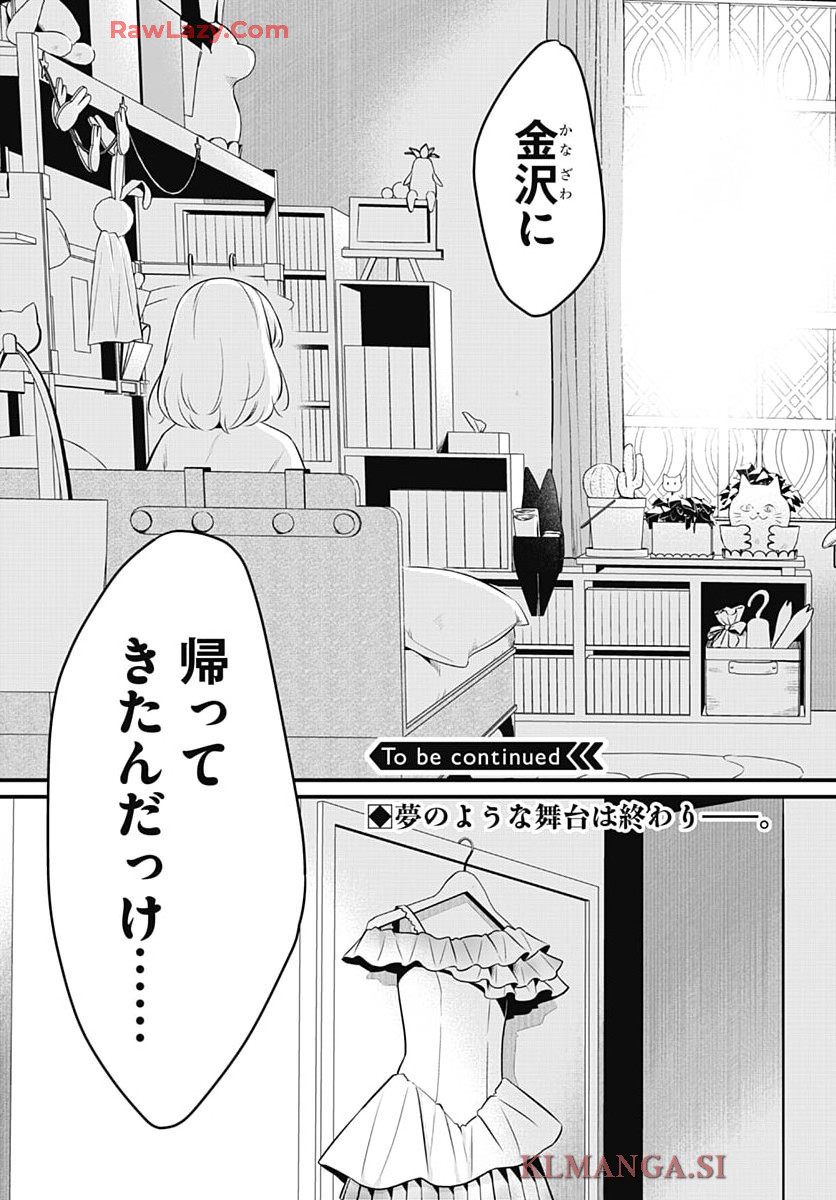 RawLazy.Com
金沢に
かなざわ
帰って
きたんだっけ……
To be continued
◆夢のような舞台は終わり――。
KLMANGA.SI